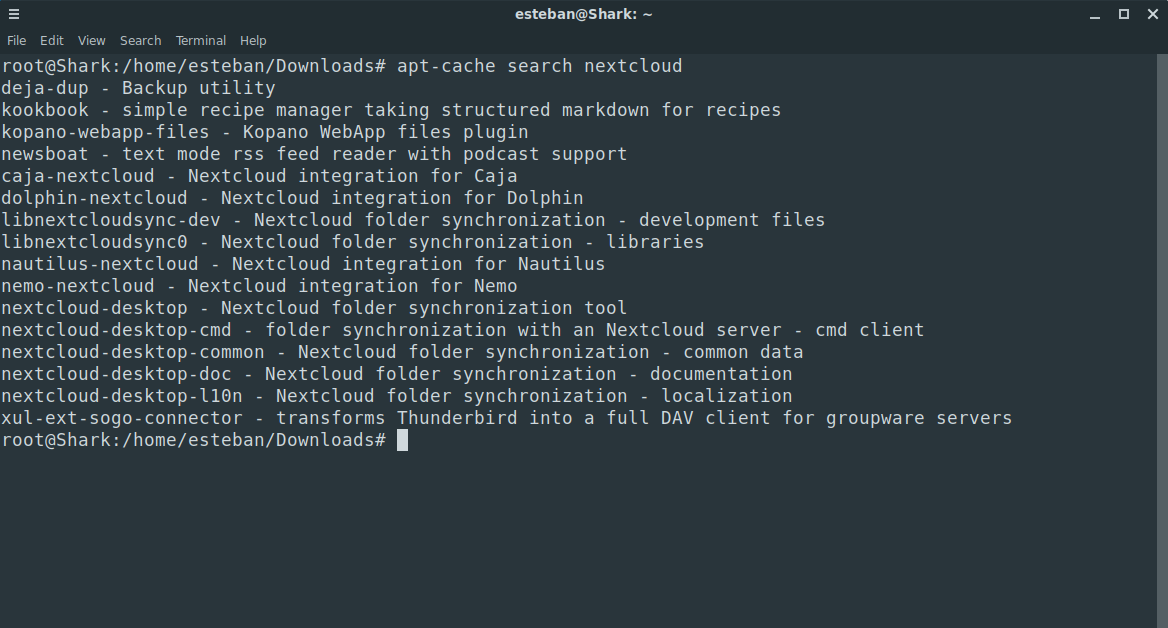 esteban@Shark: ~
File Edit View Search Terminal Help
root@Shark:/home/esteban/Downloads# apt-cache search nextcloud
deja-dup - Backup utility
kookbook - simple recipe manager taking structured markdown for recipes
kopano-webapp-files - Kopano WebApp files plugin
newsboat - text mode rss feed reader with podcast support
caja-nextcloud - Nextcloud integration for Caja
dolphin-nextcloud - Nextcloud integration for Dolphin
libnextcloudsync-dev - Nextcloud folder synchronization - development files
libnextcloudsync0 - Nextcloud folder synchronization - libraries
nautilus-nextcloud - Nextcloud integration for Nautilus
nemo-nextcloud - Nextcloud integration for Nemo
nextcloud-desktop - Nextcloud folder synchronization tool
nextcloud-desktop-cmd - folder synchronization with an Nextcloud server - cmd client
nextcloud-desktop-common - Nextcloud folder synchronization - common data
nextcloud-desktop-doc - Nextcloud folder synchronization - documentation
nextcloud-desktop-l10n - Nextcloud folder synchronization - localization
xul-ext-sogo-connector - transforms Thunderbird into a full DAV client for groupware servers
root@Shark:/home/esteban/Downloads#